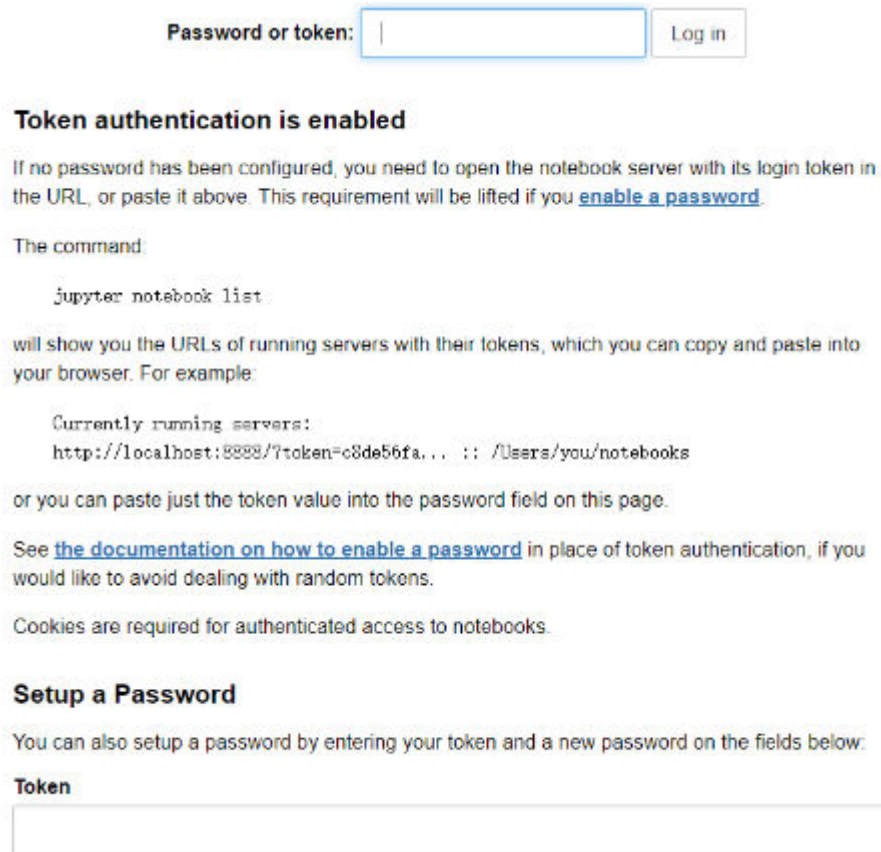 Password or token:
Log in
Token authentication is enabled
If no password has been configured, you need to open the notebook server with its login token in
the URL, or paste it above. This requirement will be lifted if you enable a password.
The command:
jupyter notebook list
will show you the URLs of running servers with their tokens, which you can copy and paste into
your browser. For example:
Currently running servers:
http://localhost:8888/?token=c8de56fa... :: /Users/you/notebooks
or you can paste just the token value into the password field on this page.
See the documentation on how to enable a password in place of token authentication, if you
would like to avoid dealing with random tokens.
Cookies are required for authenticated access to notebooks.
Setup a Password
You can also setup a password by entering your token and a new password on the fields below:
Token